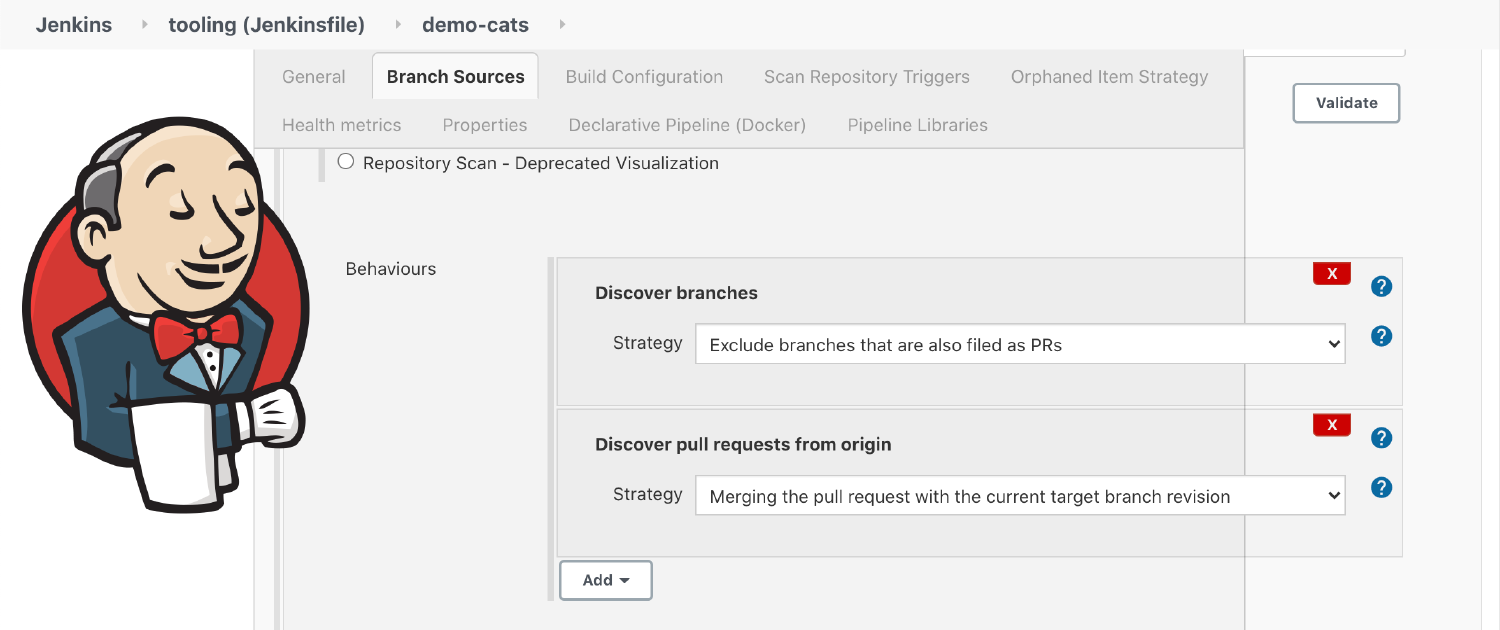 Jenkins tooling (Jenkinsfile) demo-cats
General Branch Sources Build Configuration Scan Repository Triggers Orphaned Item Strategy
Validate
Health metrics Properties Declarative Pipeline (Docker) Pipeline Libraries
Repository Scan - Deprecated Visualization
Behaviours
X
?
Discover branches
Strategy Exclude branches that are also filed as PRs ?
X
?
Discover pull requests from origin
Strategy Merging the pull request with the current target branch revision ?
Add